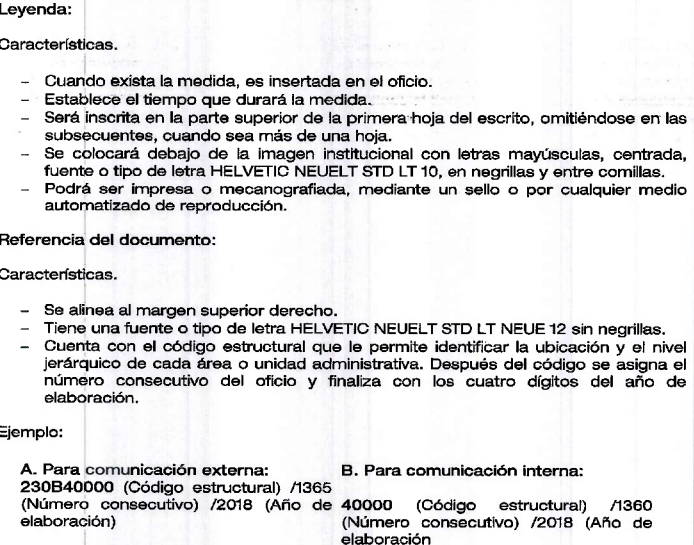 Leyenda:
Características.
– Cuando exista la medida, es insertada en el oficio.
– Establece el tiempo que durará la medida.
– Será inscrita en la parte superior de la primera hoja del escrito, omitiéndose en las
subsecuentes, cuando sea más de una hoja.
– Se colocará debajo de la imagen institucional con letras mayúsculas, centrada,
fuente o tipo de letra HELVETIC NEUELT STD LT 10, en negrillas y entre comillas.
– Podrá ser impresa o mecanografiada, mediante un sello o por cualquier medio
automatizado de reproducción.
Referencia del documento:
Características.
– Se alinea al margen superior derecho.
– Tiene una fuente o tipo de letra HELVETIC NEUELT STD LT NEUE 12 sin negrillas.
– Cuenta con el código estructural que le permite identificar la ubicación y el nivel
jerárquico de cada área o unidad administrativa. Después del código se asigna el
número consecutivo del oficio y finaliza con los cuatro dígitos del año de
elaboración.
Ejemplo:
A. Para comunicación externa:
230B40000 (Código estructural) /1365
(Número consecutivo) /2018 (Año de
elaboración)
B. Para comunicación interna:
40000 (Código estructural) /1360
(Número consecutivo) /2018 (Año de
elaboración